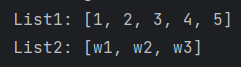 List1: [1, 2, 3, 4, 5]
List2: [w1, w2, w3]